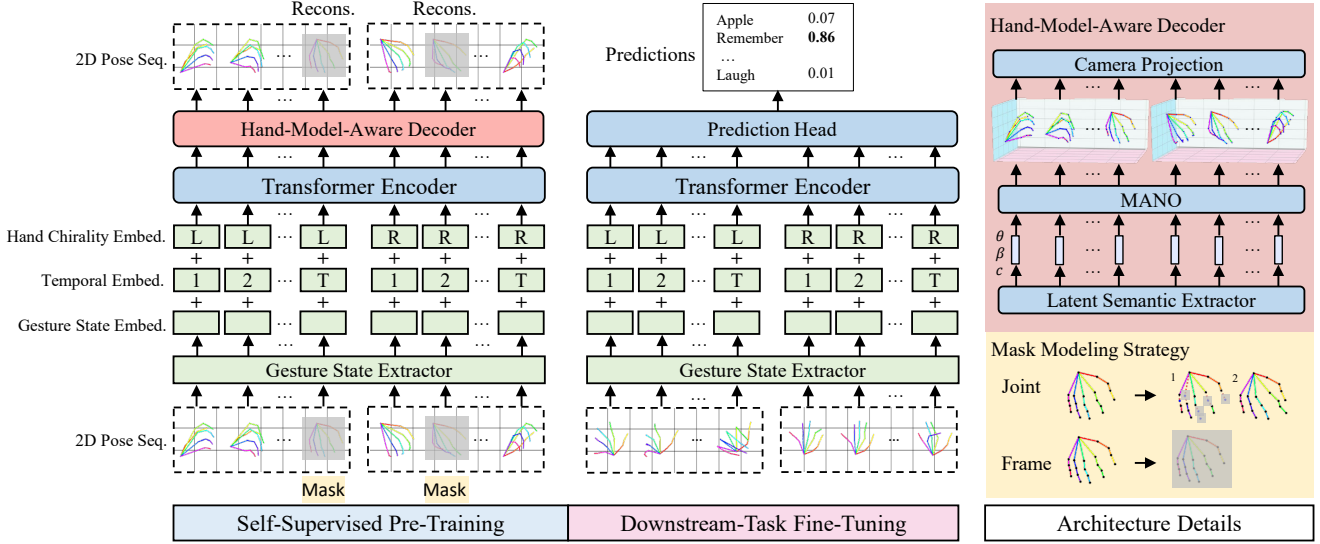 Recons.
Recons.
2D Pose Seq.
...
...
...
...
Hand-Model-Aware Decoder
...
...
Transformer Encoder
...
...
Hand Chirality Embed.
L
L
...
L
R
R
...
R
+
+
+
+
+
+
Temporal Embed.
1
2
...
T
1
2
...
T
+
+
+
+
+
+
Gesture State Embed.
...
...
Gesture State Extractor
...
...
2D Pose Seq.
...
...
Mask
Mask
Self-Supervised Pre-Training
Predictions
Apple 0.07
Remember 0.86
...
Laugh 0.01
Prediction Head
...
...
Transformer Encoder
...
...
L
L
...
L
R
R
...
R
+
+
+
+
+
+
1
2
...
T
1
2
...
T
+
+
+
+
+
+
...
...
Gesture State Extractor
...
...
...
...
Downstream-Task Fine-Tuning
Hand-Model-Aware Decoder
Camera Projection
...
...
...
...
MANO
...
...
θ
β
c
...
...
...
...
Latent Semantic Extractor
Mask Modeling Strategy
Joint
1
2
Frame
Architecture Details